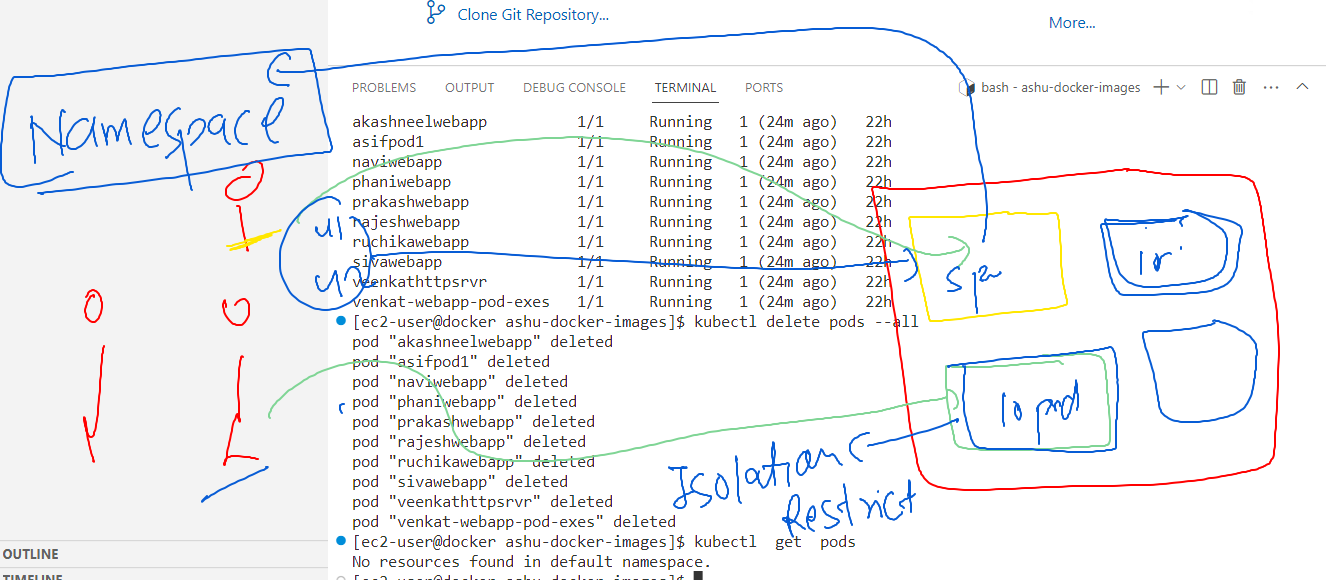 Clone Git Repository...
More...
Namespace
PROBLEMS OUTPUT DEBUG CONSOLE TERMINAL PORTS
bash - ashu-docker-images
akashneelwebapp 1/1 Running 1 (24m ago) 22h
asifpod1 1/1 Running 1 (24m ago) 22h
naviwebapp 1/1 Running 1 (24m ago) 22h
phaniwebapp 1/1 Running 1 (24m ago) 22h
prakashwebapp 1/1 Running 1 (24m ago) 22h
rajeshwebapp 1/1 Running 1 (24m ago) 22h
ruchikawebapp 1/1 Running 1 (24m ago) 22h
sivawebapp 1/1 Running 1 (24m ago) 22h
veenkathttpsrvr 1/1 Running 1 (24m ago) 22h
venkat-webapp-pod-exes 1/1 Running 1 (24m ago) 22h
[ec2-user@docker ashu-docker-images]$ kubectl delete pods --all
pod "akashneelwebapp" deleted
pod "asifpod1" deleted
pod "naviwebapp" deleted
pod "phaniwebapp" deleted
pod "prakashwebapp" deleted
pod "rajeshwebapp" deleted
pod "ruchikawebapp" deleted
pod "sivawebapp" deleted
pod "veenkathttpsrvr" deleted
pod "venkat-webapp-pod-exes" deleted
10 pod
Isolation
Restrict
[ec2-user@docker ashu-docker-images]$ kubectl get pods
No resources found in default namespace.
[ec2-user@docker ashu-docker-images]$
OUTLINE
TIMELINE